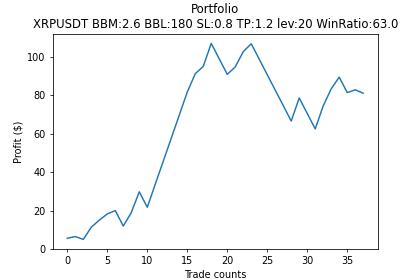 Portfolio
XRPUSDT BBM:2.6 BBL:180 SL:0.8 TP:1.2 lev:20 WinRatio:63.0
100
80
60
40
20
0
Profit ($)
0 5 10 15 20 25 30 35
Trade counts